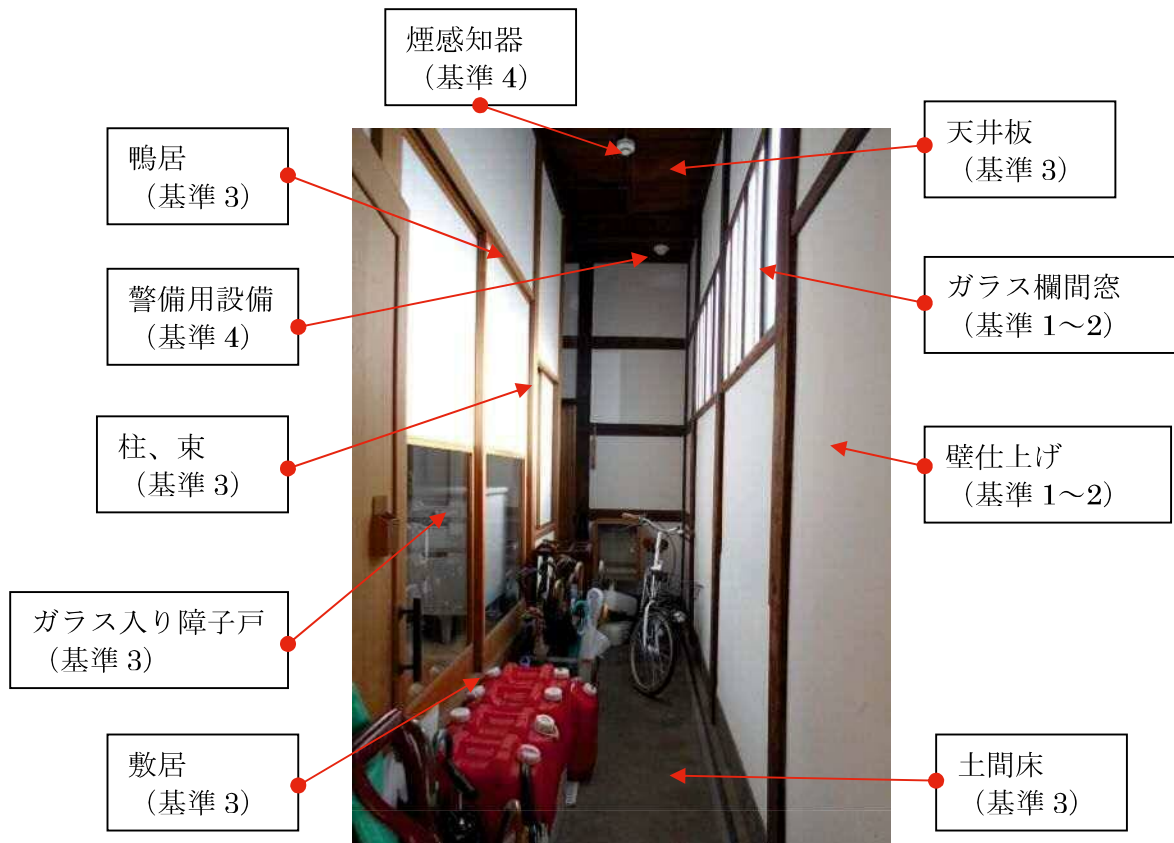 煙感知器
(基準 4)
鴨居
(基準 3)
天井板
(基準 3)
警備用設備
(基準 4)
ガラス欄間窓
(基準 1～2)
柱、束
(基準 3)
壁仕上げ
(基準 1～2)
ガラス入り障子戸
(基準 3)
敷居
(基準 3)
土間床
(基準 3)